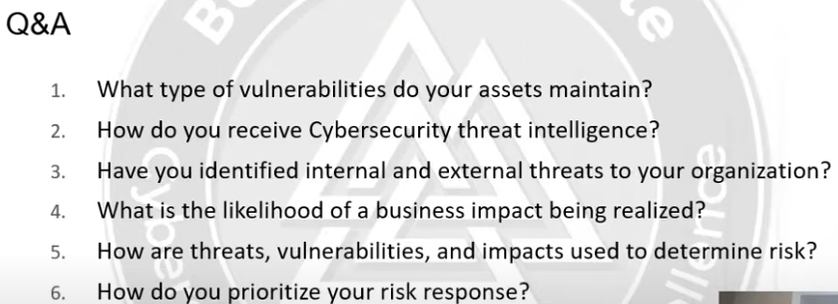 Q&A
1. What type of vulnerabilities do your assets maintain?
2. How do you receive Cybersecurity threat intelligence?
3. Have you identified internal and external threats to your organization?
4. What is the likelihood of a business impact being realized?
5. How are threats, vulnerabilities, and impacts used to determine risk?
6. How do you prioritize your risk response?